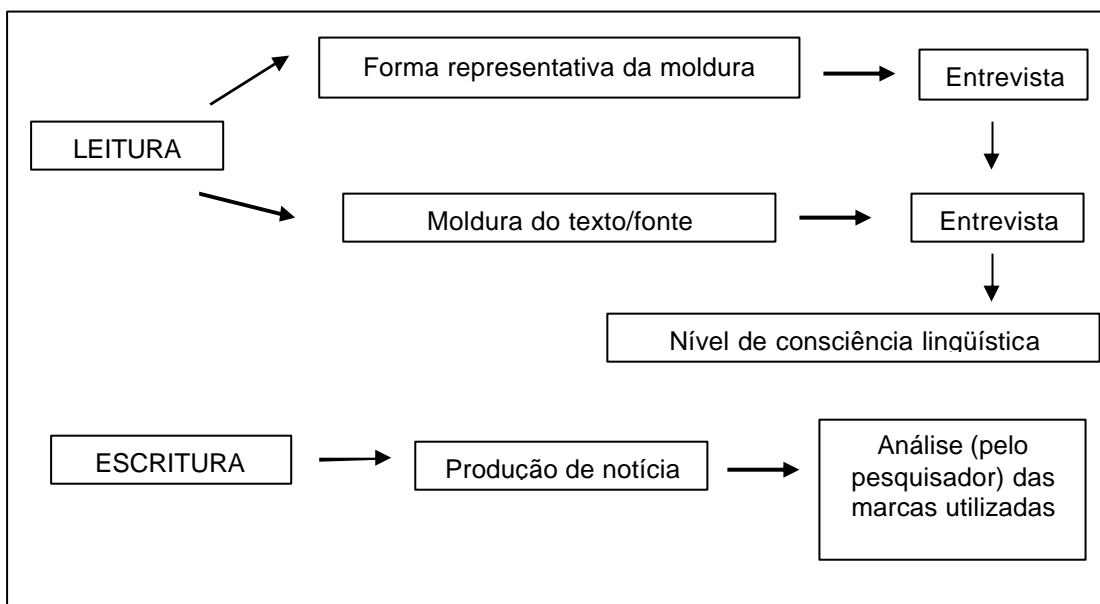 Forma representativa da moldura
Entrevista
LEITURA
Moldura do texto/fonte
Entrevista
Nível de consciência lingüística
ESCRITURA
Produção de notícia
Análise (pelo
pesquisador) das
marcas utilizadas